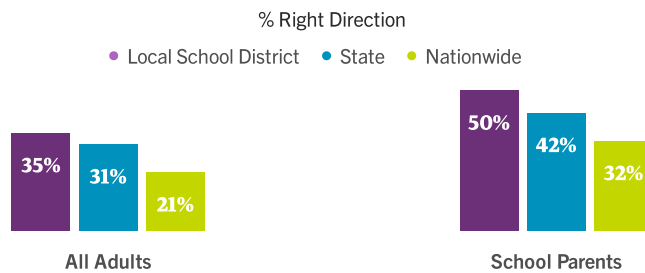 % Right Direction
Local School District State Nationwide
35% 31% 21% 50% 42% 32%
All Adults School Parents